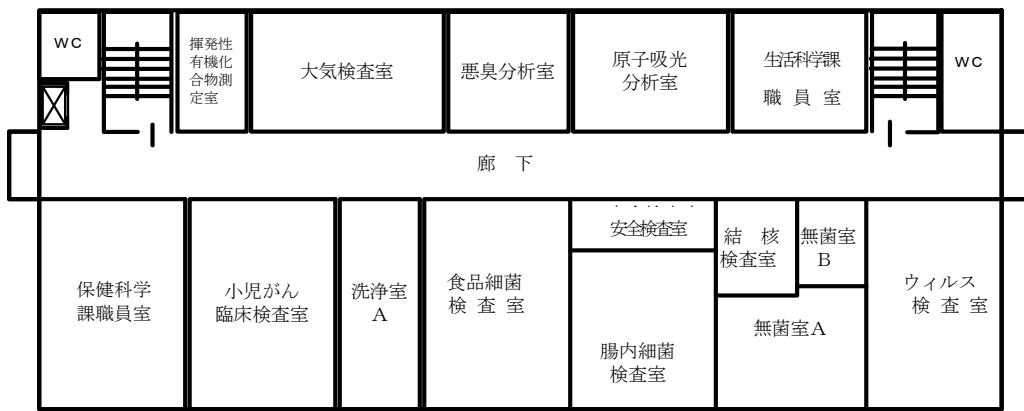 WC
揮発性
有機化
合物測
定室
大気検査室
悪臭分析室
原子吸光
分析室
生活科学課
職員室
WC
廊下
保健科学
課職員室
小児がん
臨床検査室
洗浄室
A
食品細菌
検査室
安全検査室
腸内細菌
検査室
結核
検査室
無菌室
B
無菌室A
ウィルス
検査室